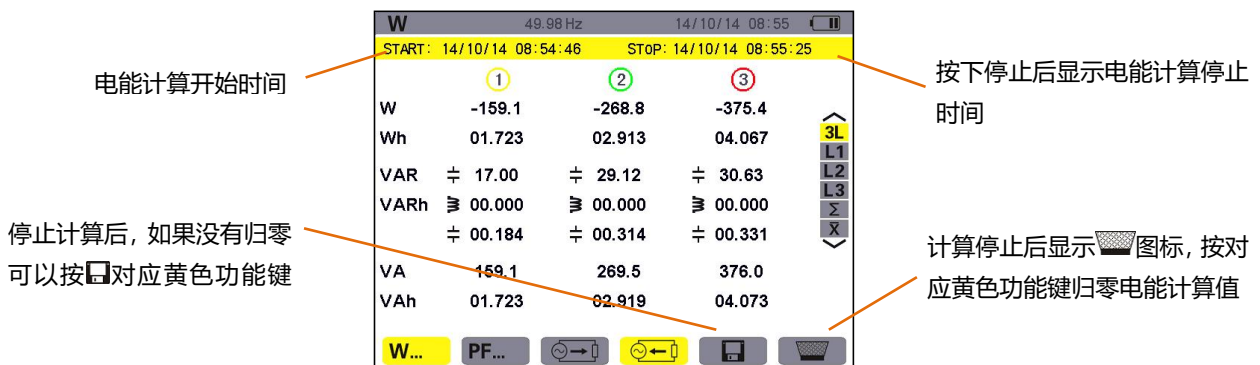 W 49.98 Hz 14/10/14 08:55
START: 14/10/14 08:54:46 STOP: 14/10/14 08:55:25
1 2 3
W -159.1 -268.8 -375.4
Wh 01.723 02.913 04.067
VAR 17.00 29.12 30.63
VARh 00.000 00.000 00.000
00.184 00.314 00.331
VA 159.1 269.5 376.0
VAh 01.723 02.919 04.073
3L
L1
L2
L3
Σ
x̄
W... PF...
电能计算开始时间
按下停止后显示电能计算停止
时间
停止计算后, 如果没有归零
可以按对应黄色功能键
计算停止后显示图标, 按对
应黄色功能键归零电能计算值